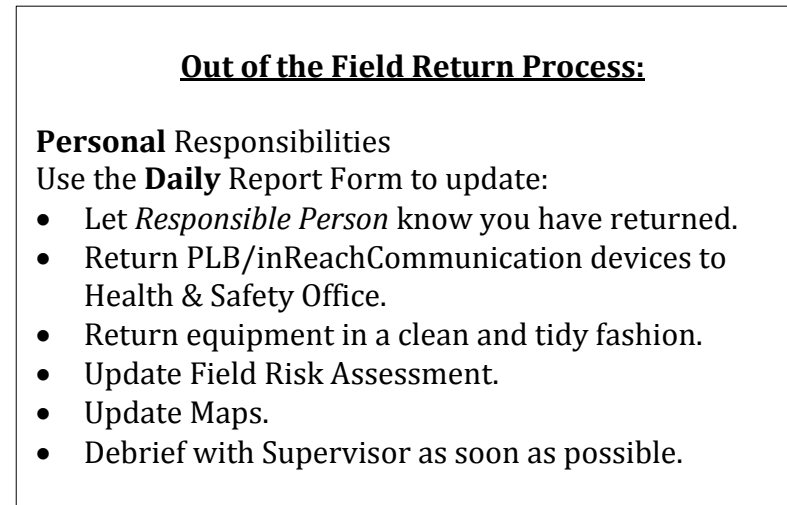 Out of the Field Return Process:
Personal Responsibilities
Use the Daily Report Form to update:
• Let Responsible Person know you have returned.
• Return PLB/inReachCommunication devices to
Health & Safety Office.
• Return equipment in a clean and tidy fashion.
• Update Field Risk Assessment.
• Update Maps.
• Debrief with Supervisor as soon as possible.